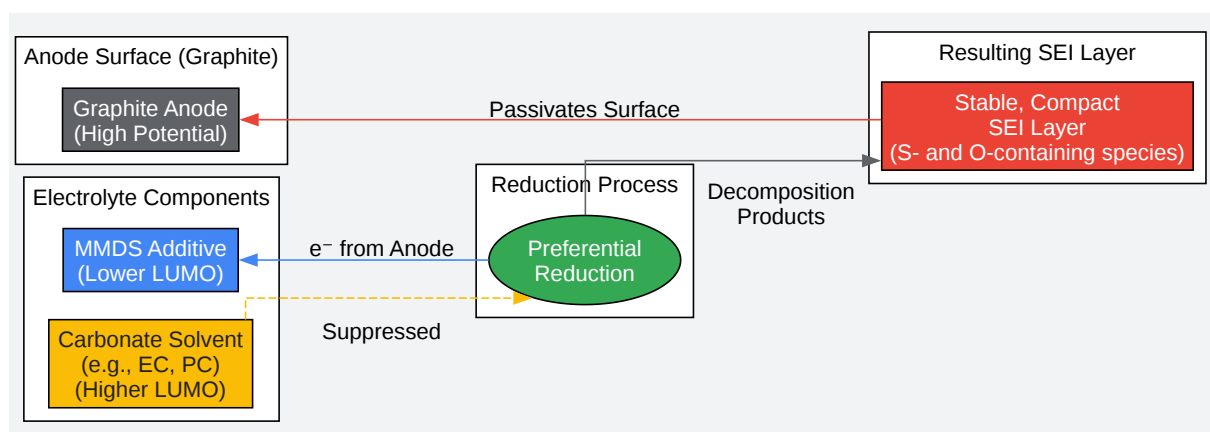 Anode Surface (Graphite)
Graphite Anode
(High Potential)
Passivates Surface
Resulting SEI Layer
Stable, Compact
SEI Layer
(S- and O-containing species)
Electrolyte Components
MMDS Additive
(Lower LUMO)
e⁻ from Anode
Reduction Process
Preferential
Reduction
Decomposition
Products
Carbonate Solvent
(e.g., EC, PC)
(Higher LUMO)
Suppressed